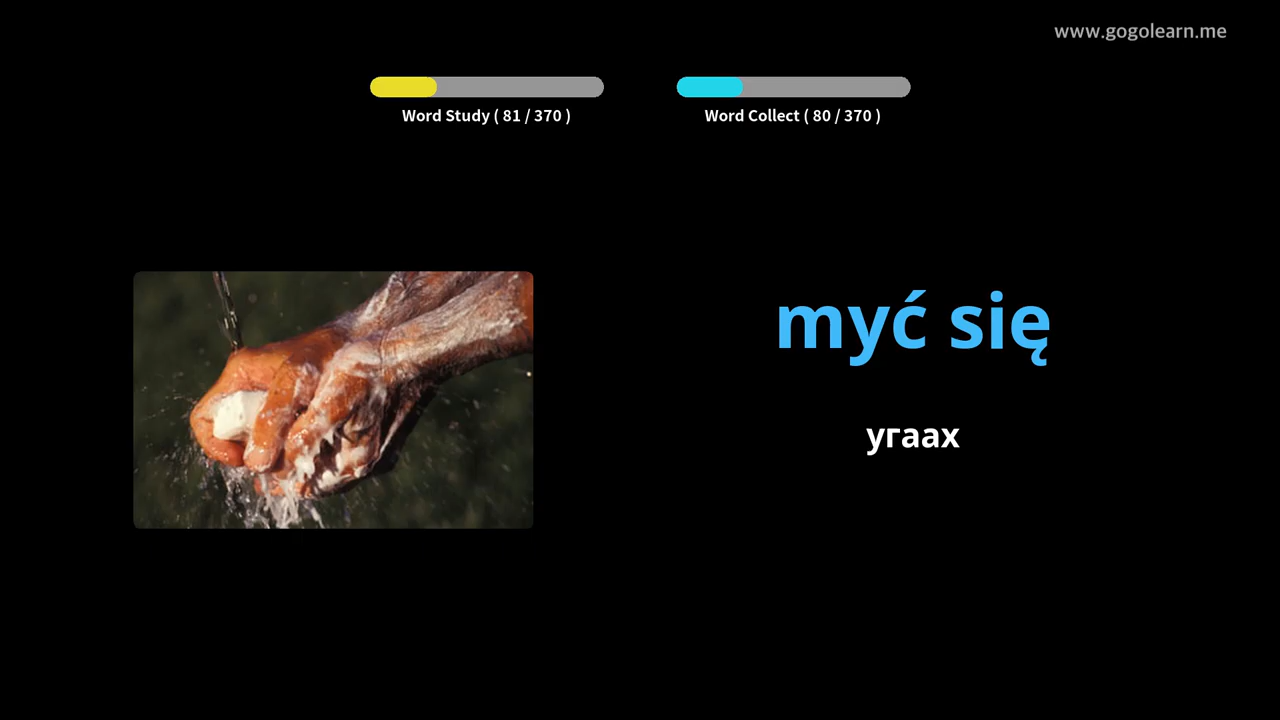 www.gogolearn.me
Word Study ( 81 / 370 )
Word Collect ( 80 / 370 )
myć się
угаах